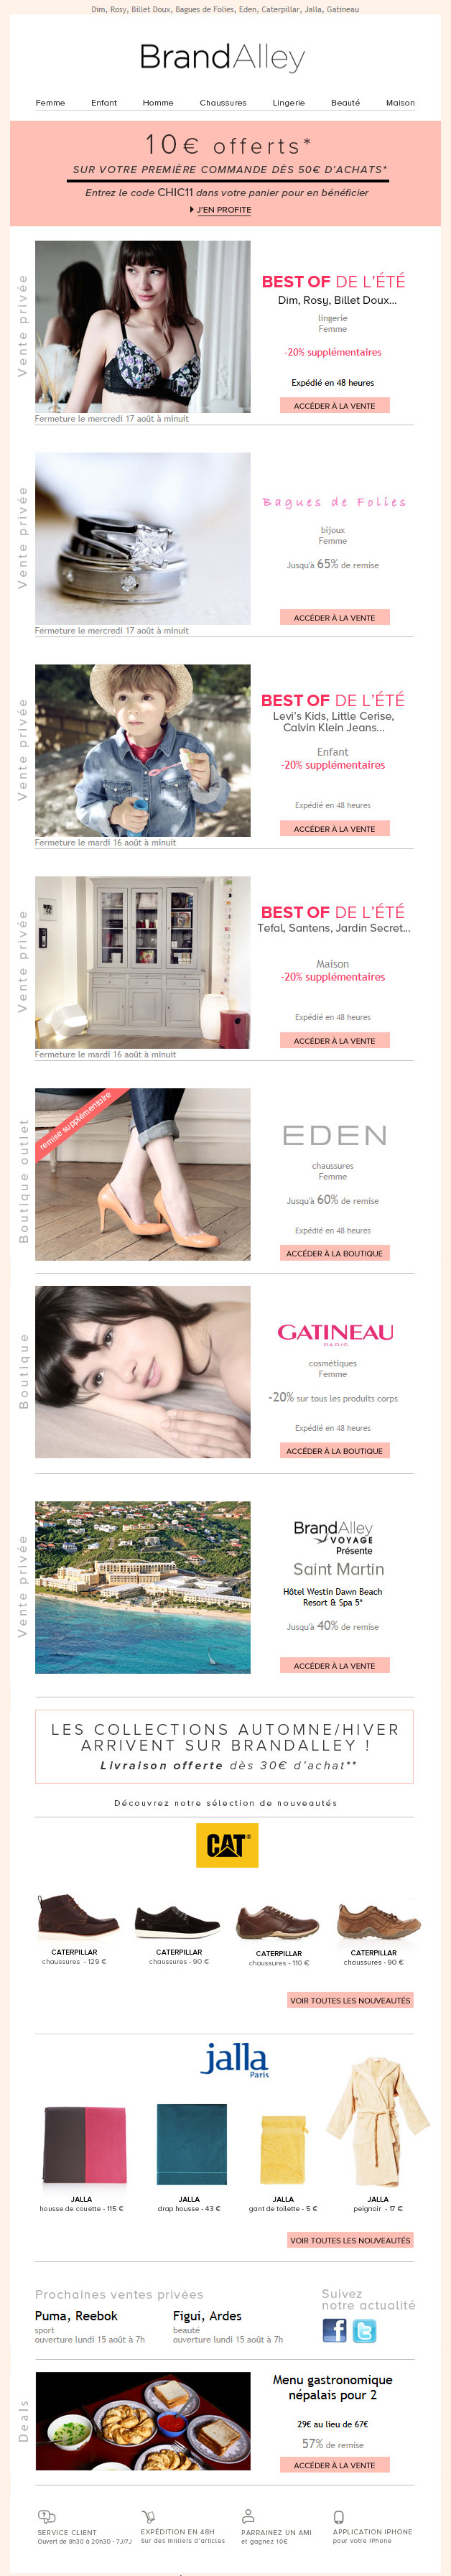 Dim, Rosy, Billet Doux, Bagues de Folies, Eden, Caterpillar, Jalla, Gatineau
BrandAlley
Femme Enfant Homme Chaussures Lingerie Beauté Maison
10€ offerts*
SUR VOTRE PREMIÈRE COMMANDE DÈS 50€ D'ACHATS*
Entrez le code CHIC11 dans votre panier pour en bénéficier
J'EN PROFITE
Vente privée
BEST OF DE L'ÉTÉ
Dim, Rosy, Billet Doux...
lingerie
Femme
-20% supplémentaires
Expédié en 48 heures
ACCÉDER À LA VENTE
Fermeture le mercredi 17 août à minuit
Vente privée
Bagues de Folies
bijoux
Femme
Jusqu'à 65% de remise
ACCÉDER À LA VENTE
Fermeture le mercredi 17 août à minuit
Vente privée
BEST OF DE L'ÉTÉ
Levi's Kids, Little Cerise,
Calvin Klein Jeans...
Enfant
-20% supplémentaires
Expédié en 48 heures
ACCÉDER À LA VENTE
Fermeture le mardi 16 août à minuit
Vente privée
BEST OF DE L'ÉTÉ
Tefal, Santens, Jardin Secret...
Maison
-20% supplémentaires
Expédié en 48 heures
ACCÉDER À LA VENTE
Fermeture le mardi 16 août à minuit
Boutique outlet
remise supplémentaire
EDEN
chaussures
Femme
Jusqu'à 60% de remise
Expédié en 48 heures
ACCÉDER À LA BOUTIQUE
Boutique
GATINEAU
PARIS
cosmétiques
Femme
-20% sur tous les produits corps
Expédié en 48 heures
ACCÉDER À LA BOUTIQUE
Vente privée
BrandAlley
VOYAGE
Présente
Saint Martin
Hôtel Westin Dawn Beach
Resort & Spa 5*
Jusqu'à 40% de remise
ACCÉDER À LA VENTE
LES COLLECTIONS AUTOMNE/HIVER
ARRIVENT SUR BRANDALLEY !
Livraison offerte dès 30€ d'achat**
Découvrez notre sélection de nouveautés
CAT
CATERPILLAR CATERPILLAR CATERPILLAR CATERPILLAR
chaussures - 129 € chaussures - 90 € chaussures - 110 € chaussures - 90 €
VOIR TOUTES LES NOUVEAUTÉS
jalla
Paris
JALLA JALLA JALLA JALLA
housse de couette - 115 € drap housse - 43 € gant de toilette - 5 € peignoir - 17 €
VOIR TOUTES LES NOUVEAUTÉS
Prochaines ventes privées
Puma, Reebok
sport
ouverture lundi 15 août à 7h
Figui, Ardes
beauté
ouverture lundi 15 août à 7h
Suivez
notre actualité
Deals
Menu gastronomique
népalais pour 2
29€ au lieu de 67€
57% de remise
ACCÉDER À LA VENTE
SERVICE CLIENT
Ouvert de 8h30 à 20h30 - 7J/7J
EXPÉDITION EN 48H
Sur des milliers d'articles
PARRAINEZ UN AMI
et gagnez 10€
APPLICATION IPHONE
pour votre iPhone